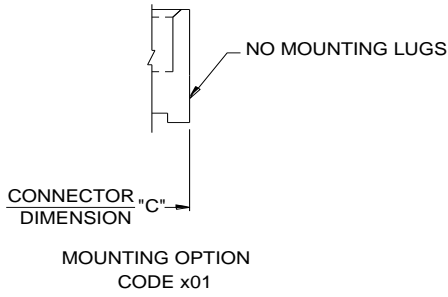 NO MOUNTING LUGS
CONNECTOR
DIMENSION "C"
MOUNTING OPTION
CODE x01